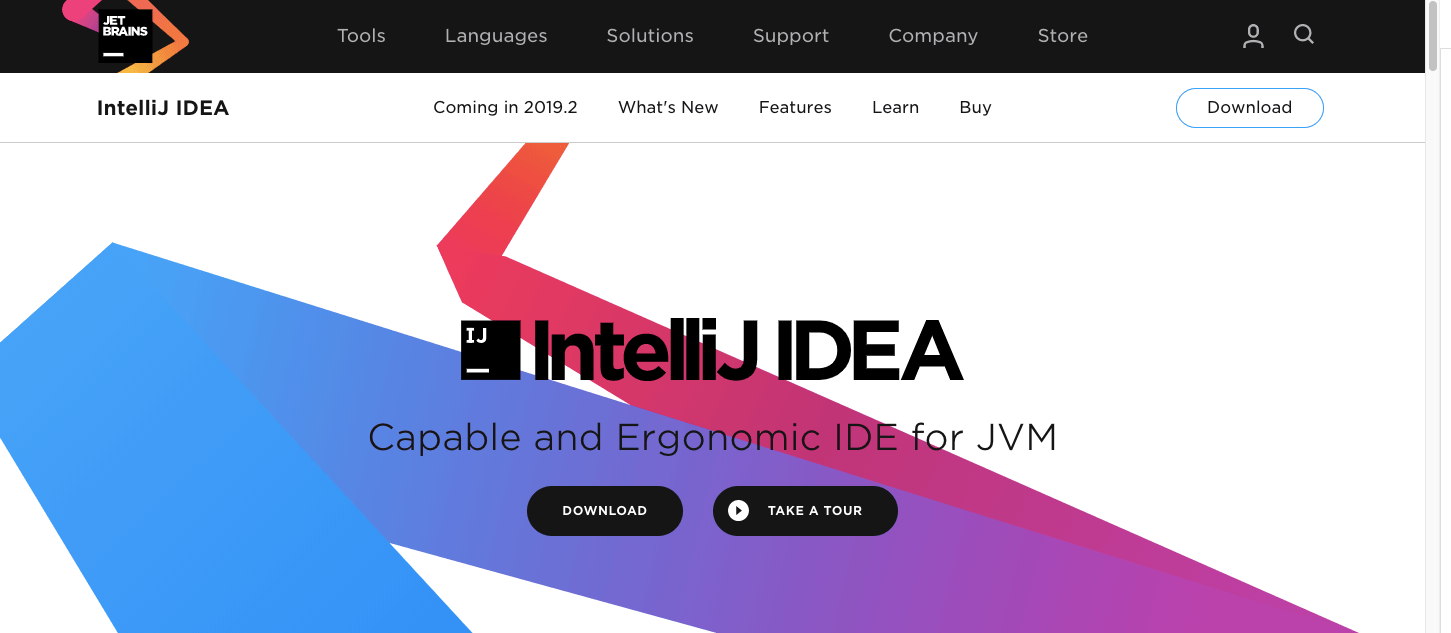 JET
BRAINS
Tools Languages Solutions Support Company Store
IntelliJ IDEA
Coming in 2019.2 What's New Features Learn Buy
Download
IJ
IntelliJ IDEA
Capable and Ergonomic IDE for JVM
DOWNLOAD
TAKE A TOUR